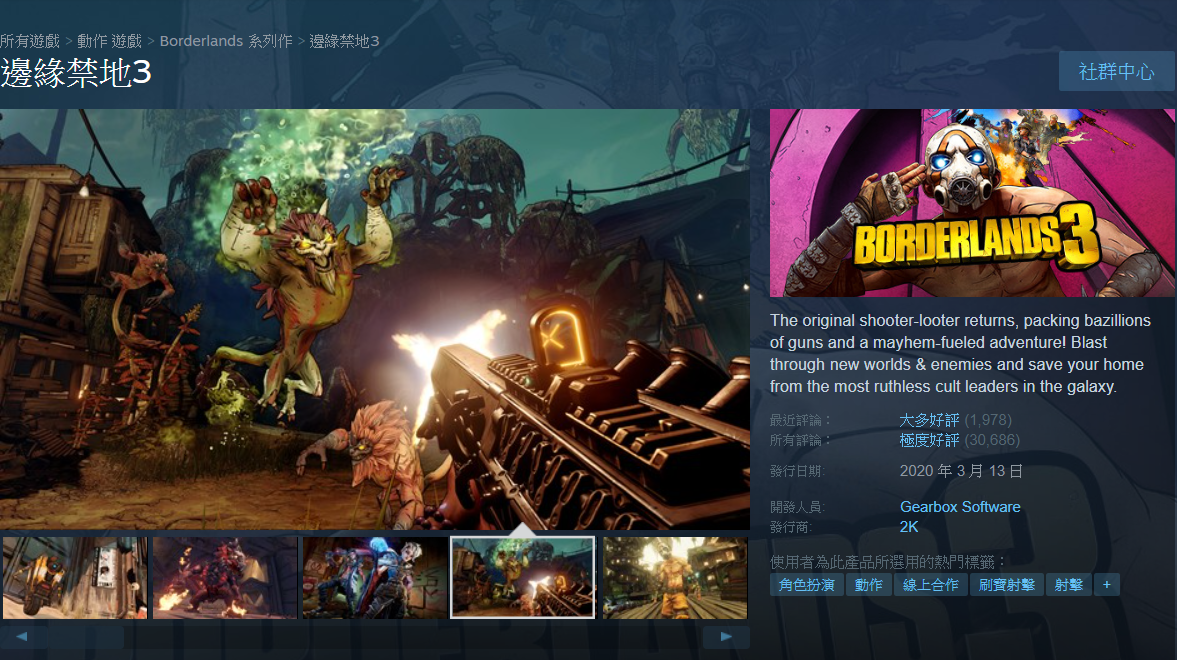 所有遊戲 > 動作 遊戲 > Borderlands 系列作 > 邊緣禁地3
邊緣禁地3
社群中心
BORDERLANDS 3
The original shooter-looter returns, packing bazillions
of guns and a mayhem-fueled adventure! Blast
through new worlds & enemies and save your home
from the most ruthless cult leaders in the galaxy.
最近評論： 大多好評 (1,978)
所有評論： 極度好評 (30,686)
發行日期: 2020 年 3 月 13 日
開發人員: Gearbox Software
發行商: 2K
使用者為此產品所選用的熱門標籤：
角色扮演 動作 線上合作 刷寶射擊 射擊 +